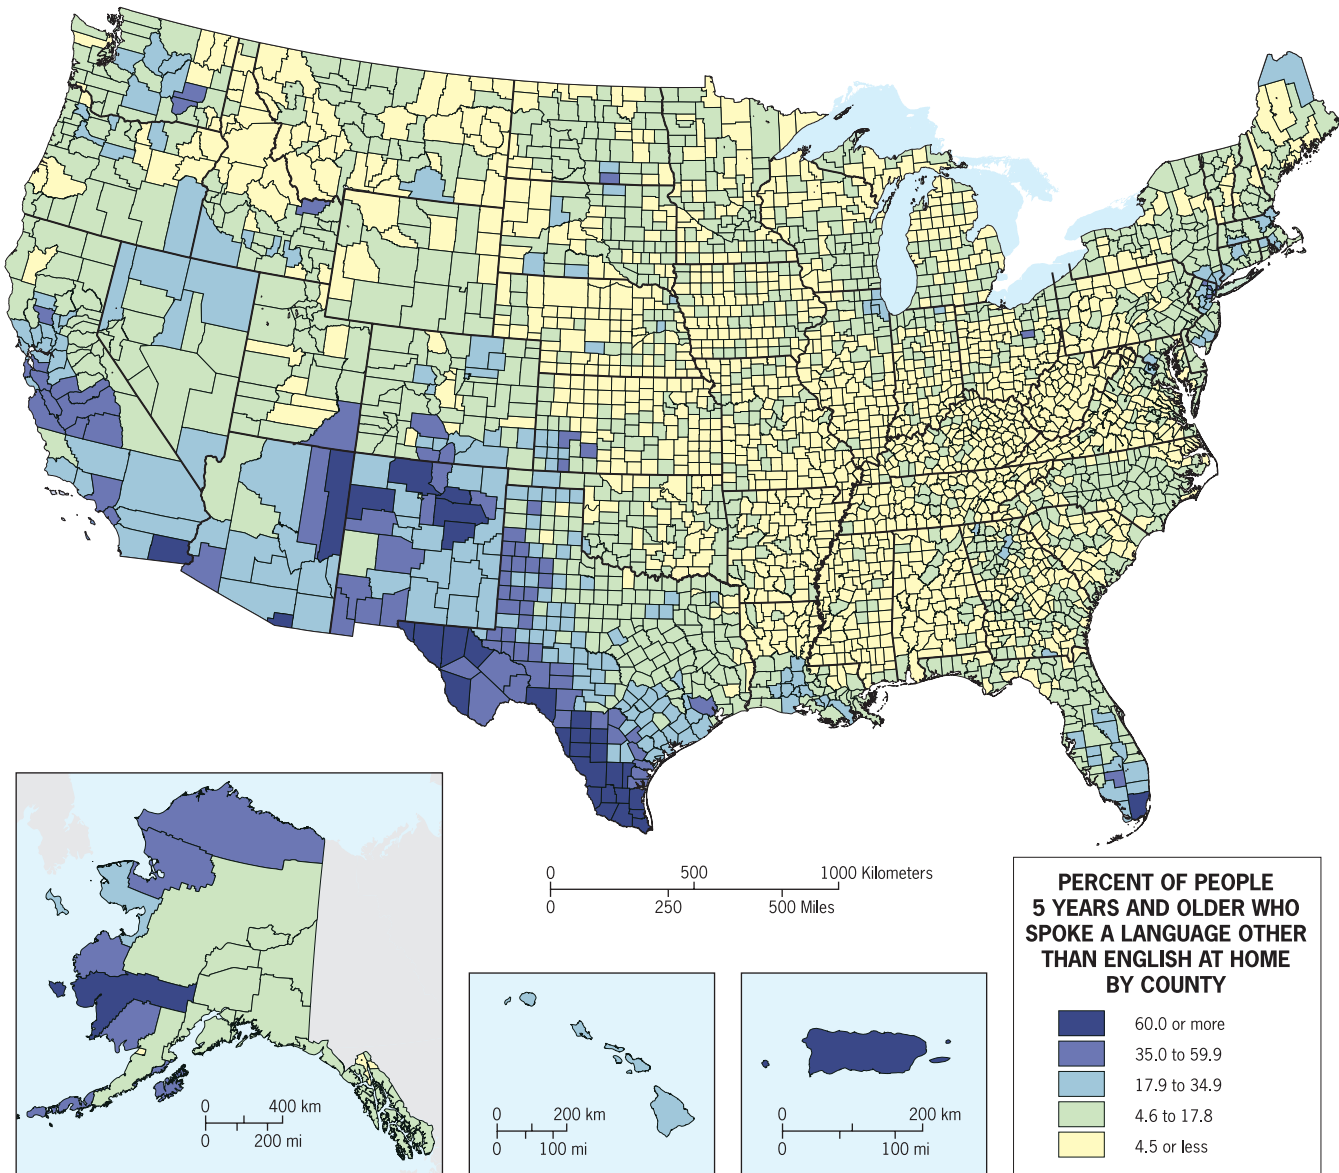 0 500 1000 Kilometers
0 250 500 Miles
PERCENT OF PEOPLE
5 YEARS AND OLDER WHO
SPOKE A LANGUAGE OTHER
THAN ENGLISH AT HOME
BY COUNTY
60.0 or more
35.0 to 59.9
17.9 to 34.9
4.6 to 17.8
4.5 or less
0 400 km
0 200 mi
0 200 km
0 100 mi
0 200 km
0 100 mi